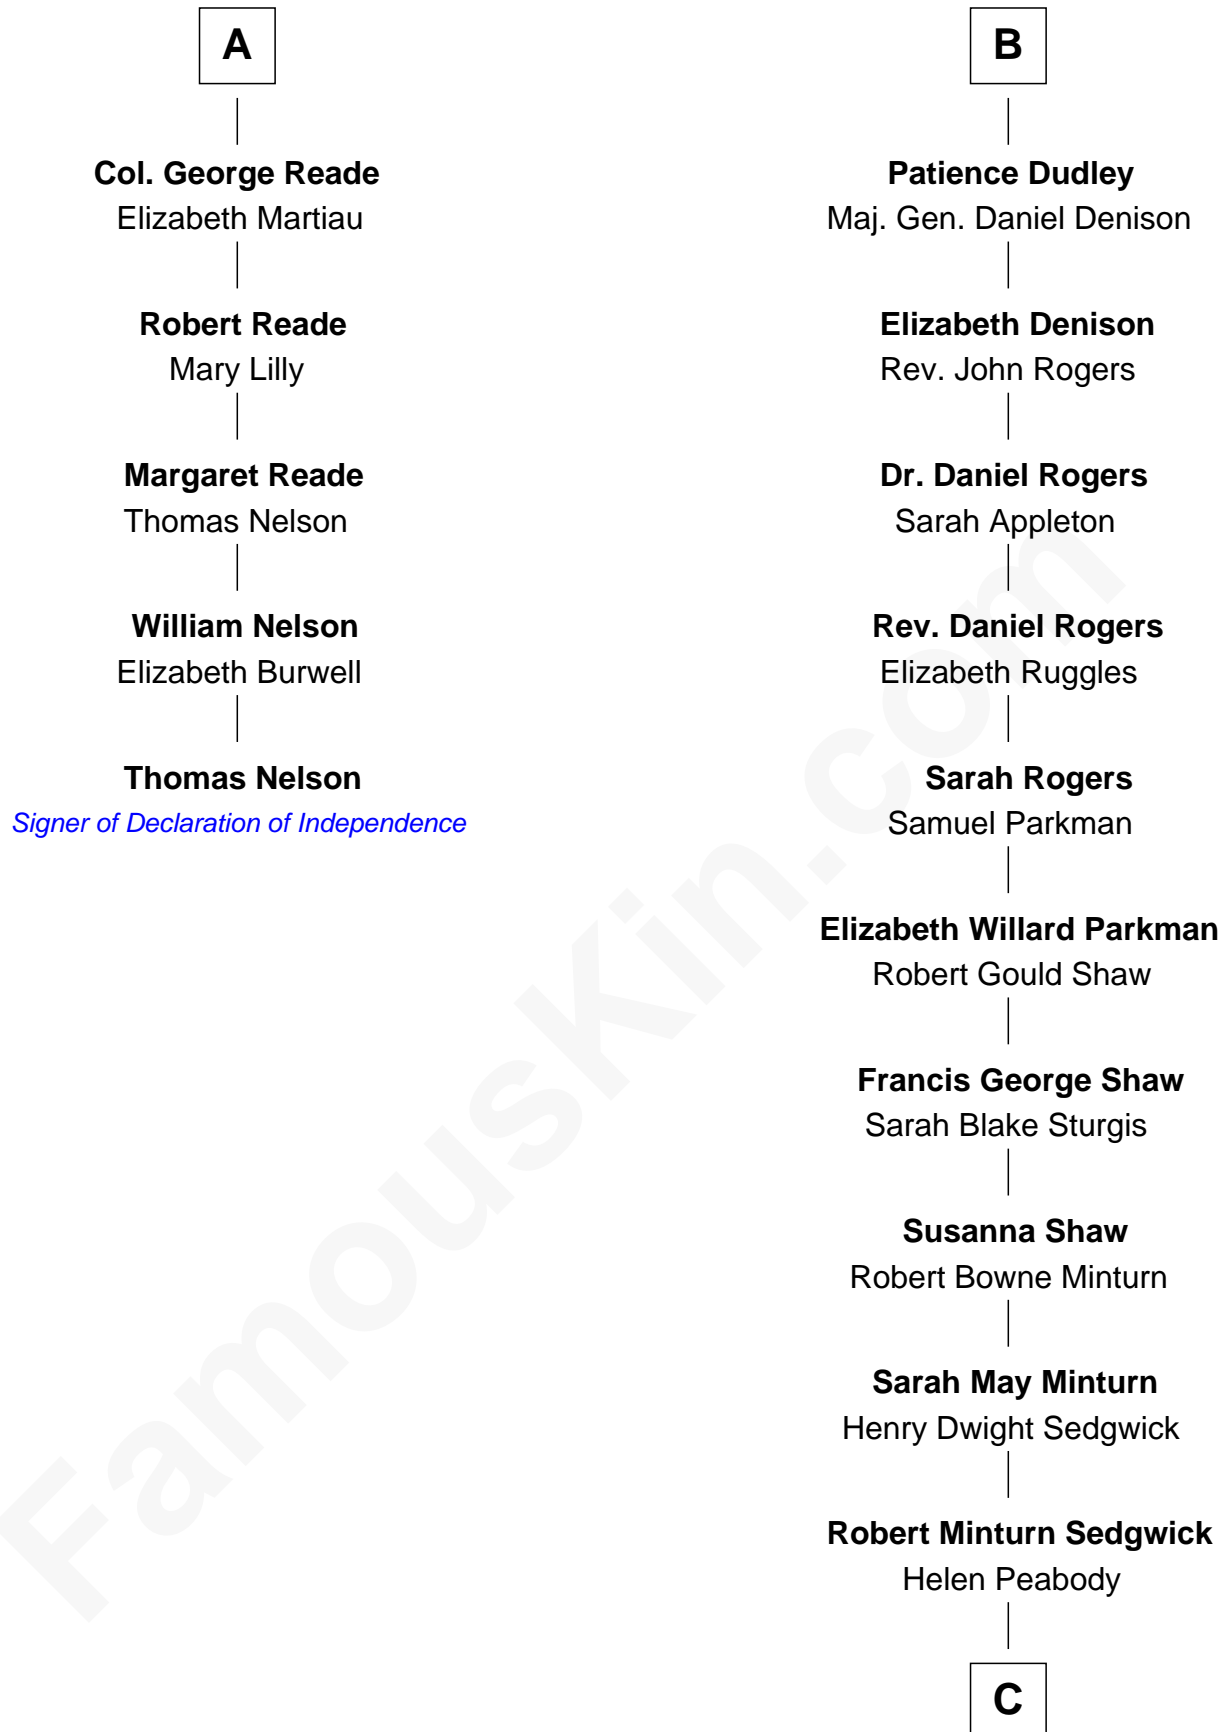 A
Col. George Reade
Elizabeth Martiau
Robert Reade
Mary Lilly
Margaret Reade
Thomas Nelson
William Nelson
Elizabeth Burwell
Thomas Nelson
Signer of Declaration of Independence
B
Patience Dudley
Maj. Gen. Daniel Denison
Elizabeth Denison
Rev. John Rogers
Dr. Daniel Rogers
Sarah Appleton
Rev. Daniel Rogers
Elizabeth Ruggles
Sarah Rogers
Samuel Parkman
Elizabeth Willard Parkman
Robert Gould Shaw
Francis George Shaw
Sarah Blake Sturgis
Susanna Shaw
Robert Bowne Minturn
Sarah May Minturn
Henry Dwight Sedgwick
Robert Minturn Sedgwick
Helen Peabody
C
FamousKin.com